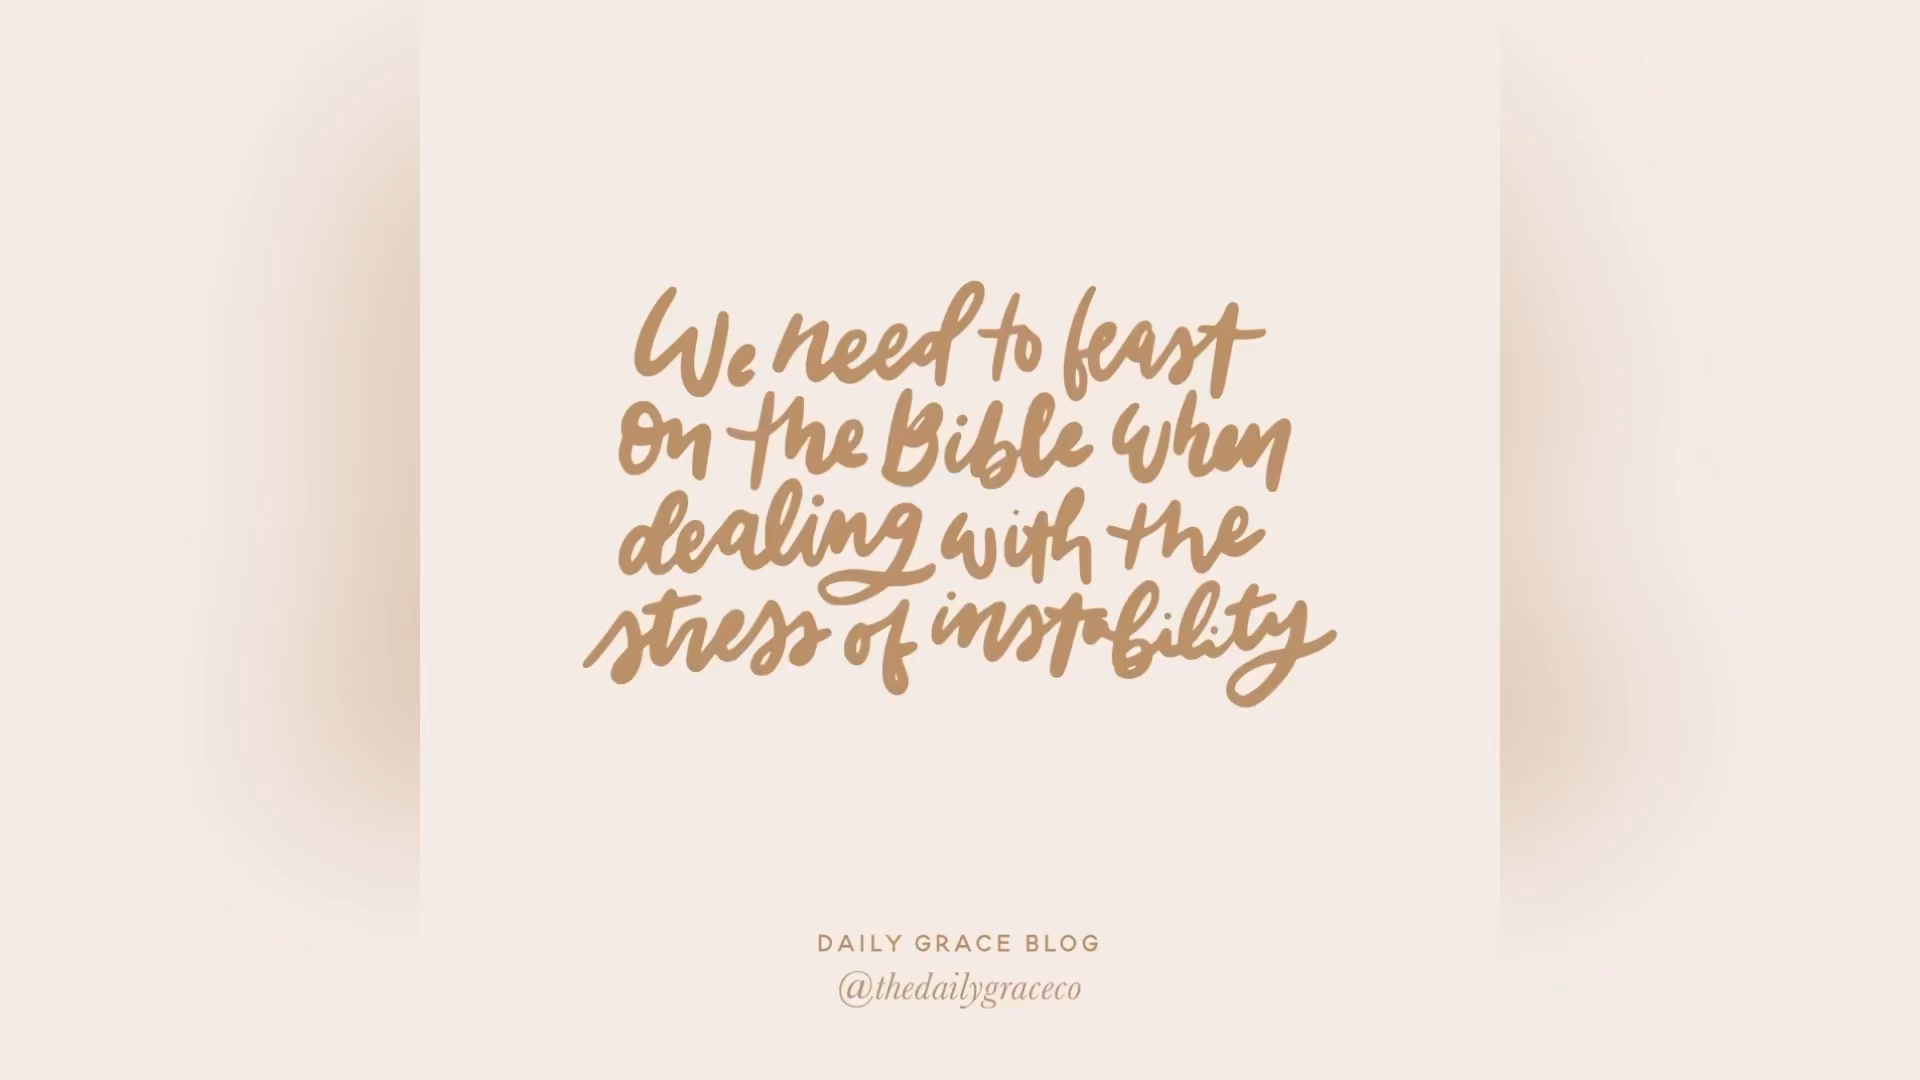 We need to feast
on the Bible when
dealing with the
stress of instability
DAILY GRACE BLOG
@thedailygraceco